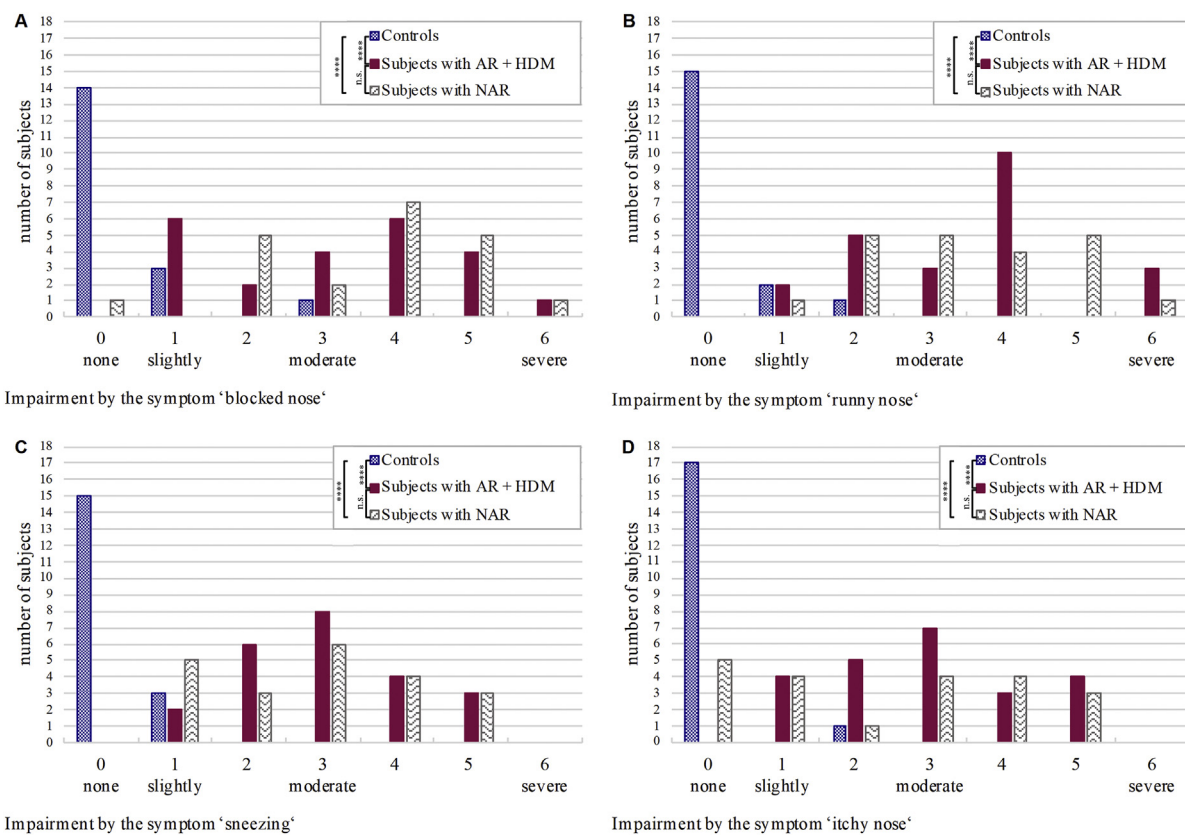 A
18
17
16
15
14
13
12
11
10
9
8
7
6
5
4
3
2
1
0
number of subjects
Controls
Subjects with AR + HDM
Subjects with NAR
****
****
n.s.
0 1 2 3 4 5 6
none slightly moderate severe
Impairment by the symptom ‘blocked nose‘
B
18
17
16
15
14
13
12
11
10
9
8
7
6
5
4
3
2
1
0
number of subjects
Controls
Subjects with AR + HDM
Subjects with NAR
****
****
n.s.
0 1 2 3 4 5 6
none slightly moderate severe
Impairment by the symptom ‘runny nose‘
C
18
17
16
15
14
13
12
11
10
9
8
7
6
5
4
3
2
1
0
number of subjects
Controls
Subjects with AR + HDM
Subjects with NAR
****
****
n.s.
0 1 2 3 4 5 6
none slightly moderate severe
Impairment by the symptom ‘sneezing‘
D
18
17
16
15
14
13
12
11
10
9
8
7
6
5
4
3
2
1
0
number of subjects
Controls
Subjects with AR + HDM
Subjects with NAR
****
****
n.s.
0 1 2 3 4 5 6
none slightly moderate severe
Impairment by the symptom ‘itchy nose‘